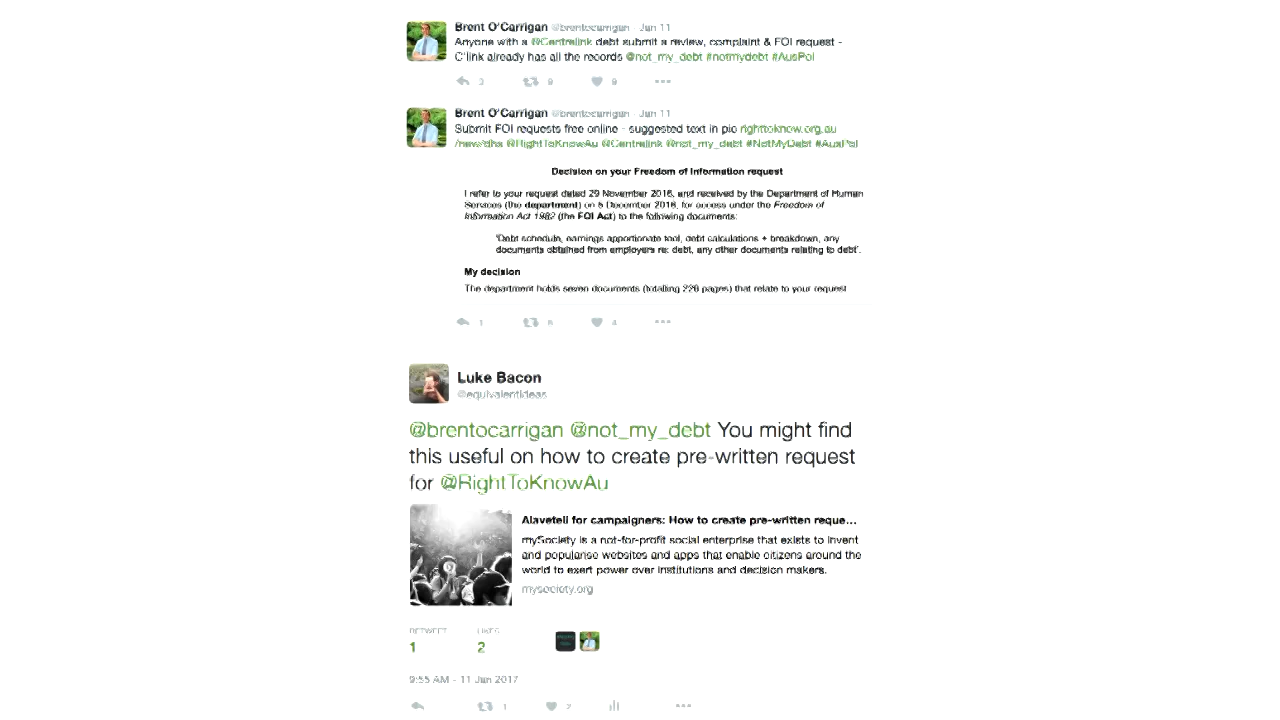 Brent O'Carrigan @brentocarrigan · Jan 11
Anyone with a @Centrelink debt submit a review, complaint & FOI request -
C'link already has all the records @not_my_debt #notmydebt #AusPol
3 9 9
Brent O'Carrigan @brentocarrigan · Jan 11
Submit FOI requests free online - suggested text in pic righttoknow.org.au
/new/dhs @RightToKnowAu @Centrelink @not_my_debt #NotMyDebt #AusPol
Decision on your Freedom of Information request
I refer to your request dated 29 November 2016, and received by the Department of Human
Services (the department) on 5 December 2016, for access under the Freedom of
Information Act 1982 (the FOI Act) to the following documents:
'Debt schedule, earnings apportionate tool, debt calculations + breakdown, any
documents obtained from employers re: debt, any other documents relating to debt'.
My decision
The department holds seven documents (totalling 226 pages) that relate to your request
1 5 4
Luke Bacon
@equivalentideas
@brentocarrigan @not_my_debt You might find
this useful on how to create pre-written request
for @RightToKnowAu
Alaveteli for campaigners: How to create pre-written reque...
mySociety is a not-for-profit social enterprise that exists to invent
and popularise websites and apps that enable citizens around the
world to exert power over institutions and decision makers.
mysociety.org
RETWEET LIKES
1 2
9:55 AM - 11 Jan 2017
1 2